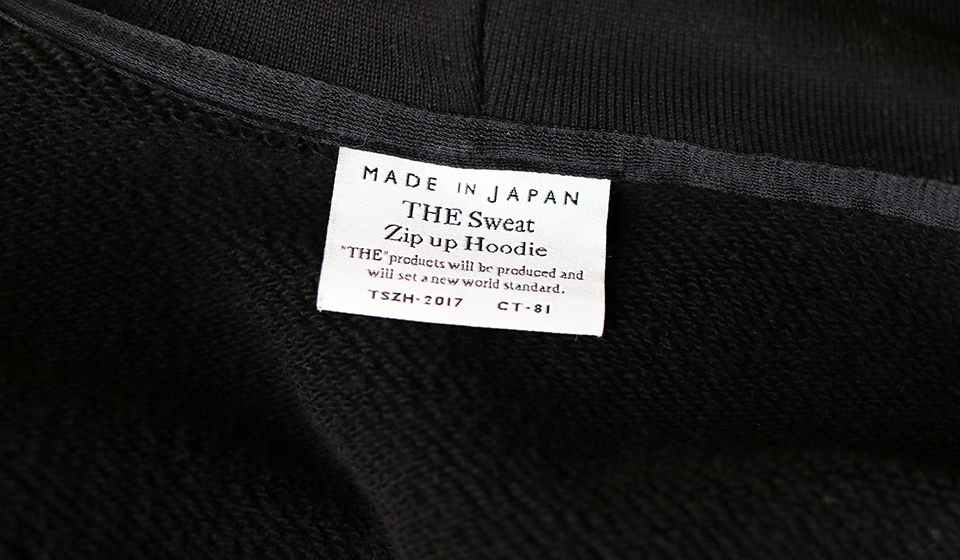 MADE IN JAPAN
THE Sweat
Zip up Hoodie
"THE"products will be produced and
will set a new world standard.
TSZH-2017 CT-81